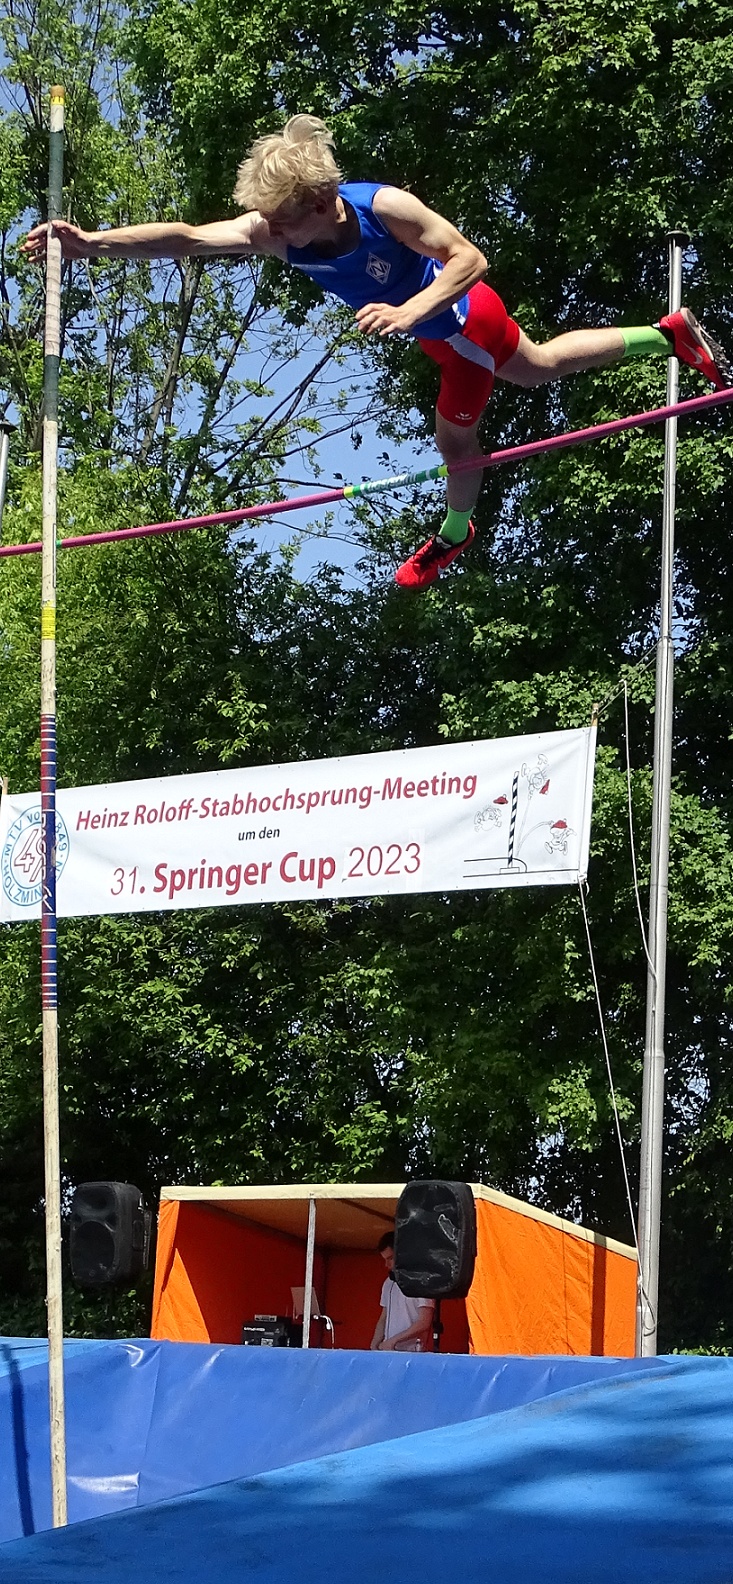 Heinz Roloff-Stabhochsprung-Meeting
um den
31. Springer Cup 2023